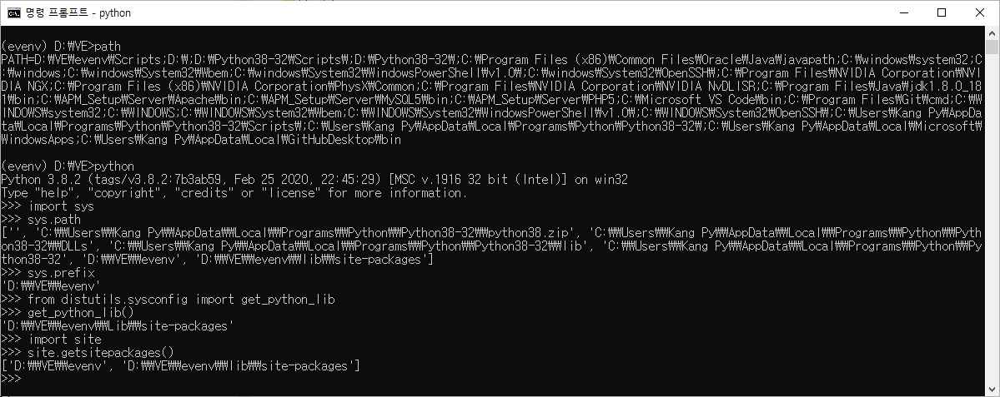 명령 프롬프트 - python
(evenv) D:₩VE>path
PATH=D:₩VE₩evenv₩Scripts;D:₩;D:₩Python38-32₩Scripts₩;D:₩Python38-32₩;C:₩Program Files (x86)₩Common Files₩Oracle₩Java₩javapath;C:₩windows₩system32;C
:₩windows;C:₩windows₩System32₩Wbem;C:₩windows₩System32₩WindowsPowerShell₩v1.0₩;C:₩windows₩System32₩OpenSSH₩;C:₩Program Files₩NVIDIA Corporation₩NVI
DIA NGX;C:₩Program Files (x86)₩NVIDIA Corporation₩PhysX₩Common;C:₩Program Files₩NVIDIA Corporation₩NVIDIA NvDLISR;C:₩Program Files₩Java₩jdk1.8.0_18
1₩bin;C:₩APM_Setup₩Server₩Apache₩bin;C:₩APM_Setup₩Server₩MySQL5₩bin;C:₩APM_Setup₩Server₩PHP5;C:₩Microsoft VS Code₩bin;C:₩Program Files₩Git₩cmd;C:₩W
INDOWS₩system32;C:₩WINDOWS;C:₩WINDOWS₩System32₩Wbem;C:₩WINDOWS₩System32₩WindowsPowerShell₩v1.0₩;C:₩WINDOWS₩System32₩OpenSSH₩;C:₩Users₩Kang Py₩AppDa
ta₩Local₩Programs₩Python₩Python38-32₩Scripts₩;C:₩Users₩Kang Py₩AppData₩Local₩Programs₩Python₩Python38-32₩;C:₩Users₩Kang Py₩AppData₩Local₩Microsoft₩
WindowsApps;C:₩Users₩Kang Py₩AppData₩Local₩GitHubDesktop₩bin
(evenv) D:₩VE>python
Python 3.8.2 (tags/v3.8.2:7b3ab59, Feb 25 2020, 22:45:29) [MSC v.1916 32 bit (Intel)] on win32
Type "help", "copyright", "credits" or "license" for more information.
>>> import sys
>>> sys.path
['', 'C:₩₩Users₩₩Kang Py₩₩AppData₩₩Local₩₩Programs₩₩Python₩₩Python38-32₩₩python38.zip', 'C:₩₩Users₩₩Kang Py₩₩AppData₩₩Local₩₩Programs₩₩Python₩₩Pyth
on38-32₩₩DLLs', 'C:₩₩Users₩₩Kang Py₩₩AppData₩₩Local₩₩Programs₩₩Python₩₩Python38-32₩₩lib', 'C:₩₩Users₩₩Kang Py₩₩AppData₩₩Local₩₩Programs₩₩Python₩₩Py
thon38-32', 'D:₩₩VE₩₩evenv', 'D:₩₩VE₩₩evenv₩₩lib₩₩site-packages']
>>> sys.prefix
'D:₩₩VE₩₩evenv'
>>> from distutils.sysconfig import get_python_lib
>>> get_python_lib()
'D:₩₩VE₩₩evenv₩₩Lib₩₩site-packages'
>>> import site
>>> site.getsitepackages()
['D:₩₩VE₩₩evenv', 'D:₩₩VE₩₩evenv₩₩lib₩₩site-packages']
>>>